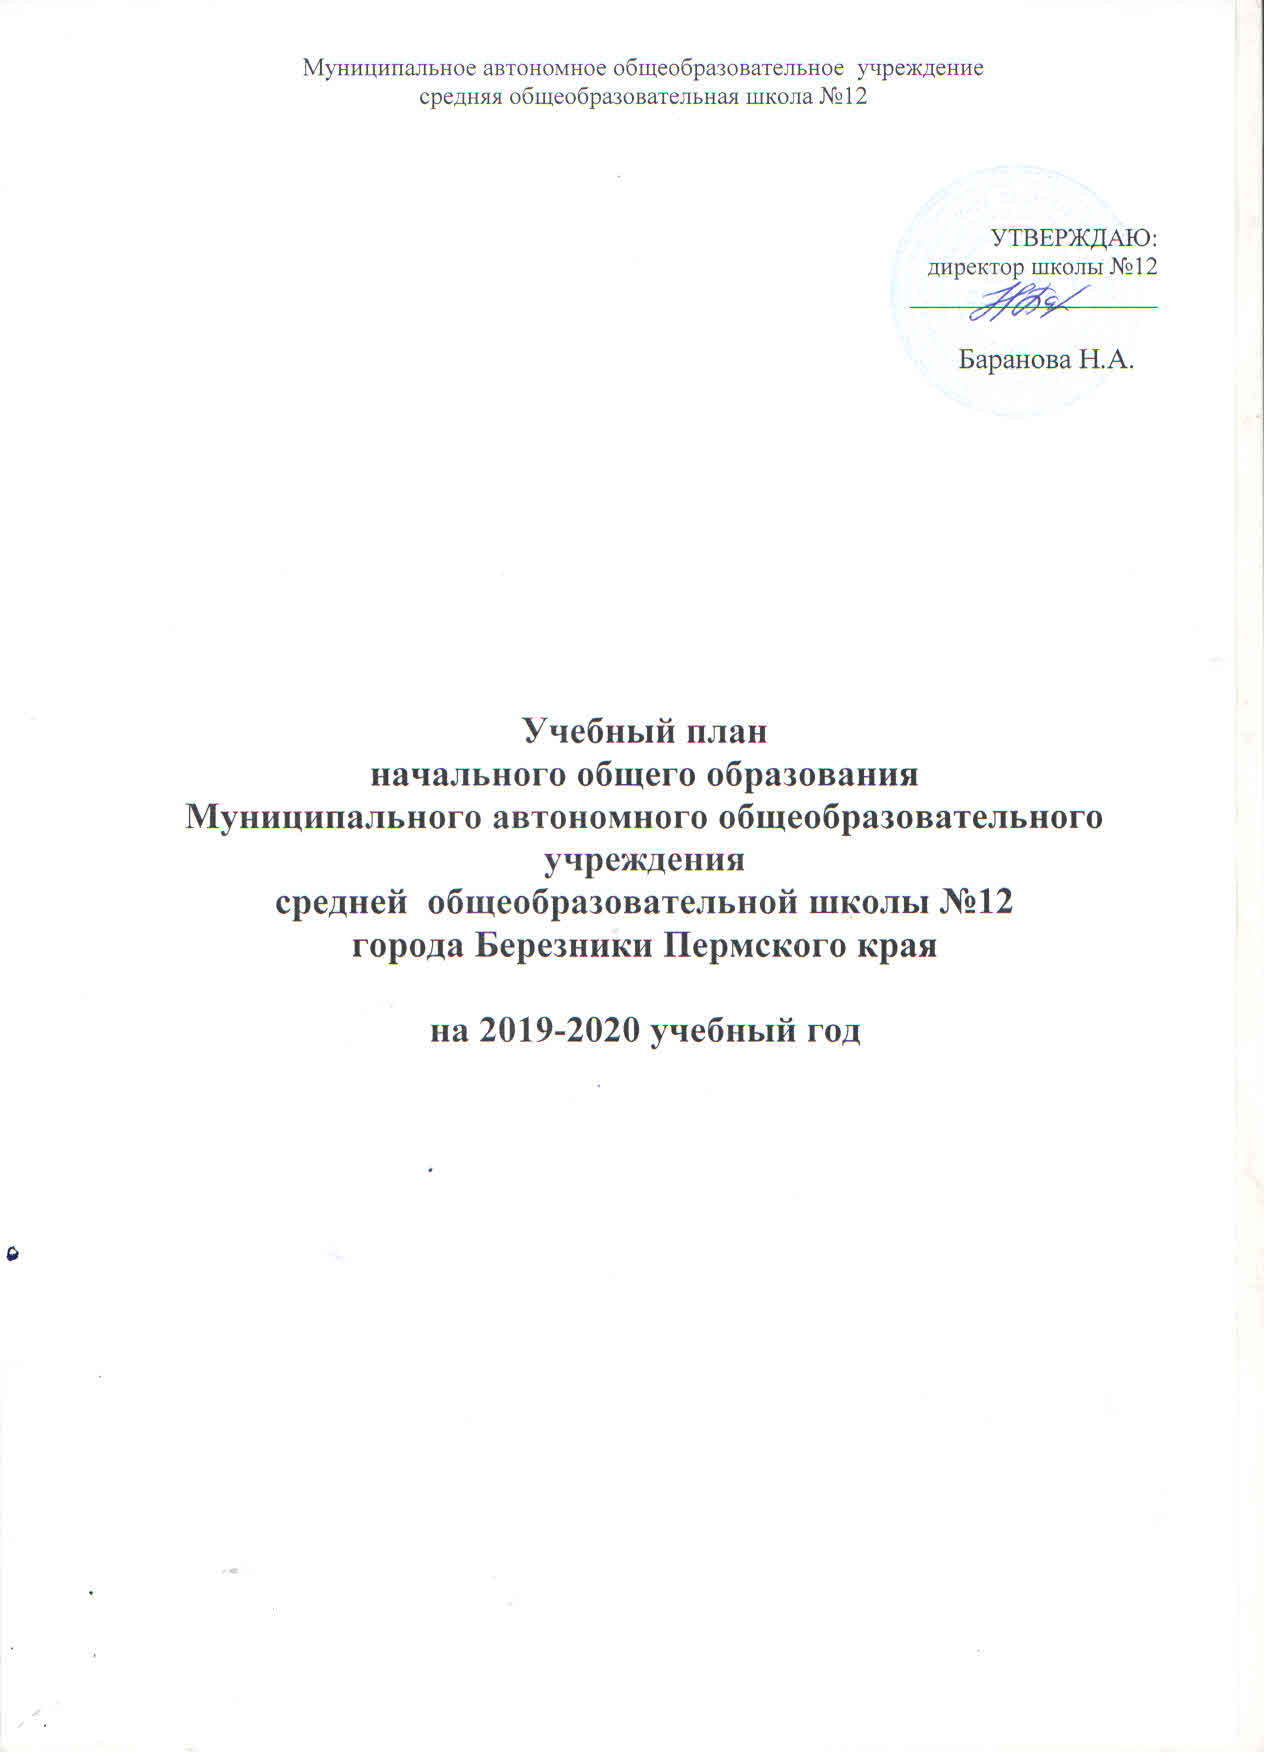 Муниципальное автономное общеобразовательное учреждение
средняя общеобразовательная школа №12
УТВЕРЖДАЮ:
директор школы №12
Баранова Н.А.
Учебный план
начального общего образования
Муниципального автономного общеобразовательного
учреждения
средней общеобразовательной школы №12
города Березники Пермского края
на 2019-2020 учебный год